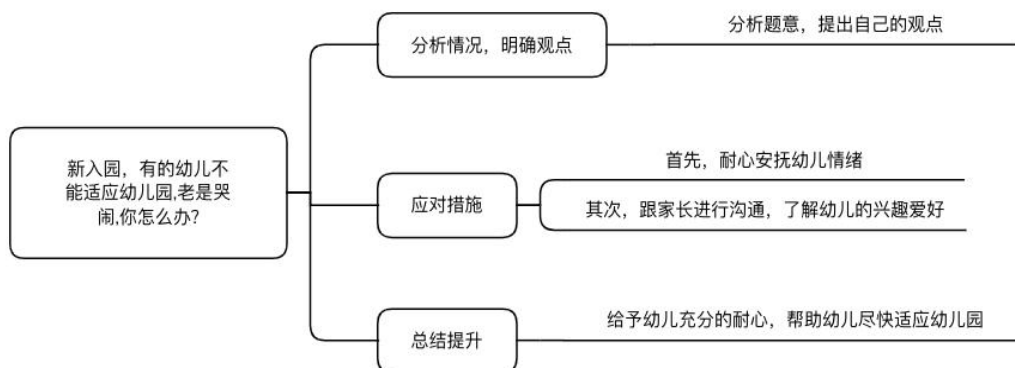 新入园，有的幼儿不
能适应幼儿园,老是哭
闹,你怎么办?
分析情况，明确观点
分析题意，提出自己的观点
应对措施
首先，耐心安抚幼儿情绪
其次，跟家长进行沟通，了解幼儿的兴趣爱好
总结提升
给予幼儿充分的耐心，帮助幼儿尽快适应幼儿园